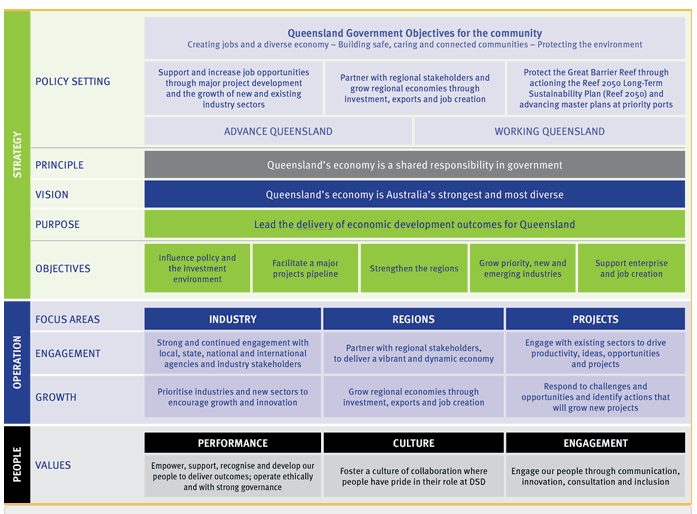 Queensland Government Objectives for the community
Creating jobs and a diverse economy – Building safe, caring and connected communities – Protecting the environment
STRATEGY
POLICY SETTING
Support and increase job opportunities
through major project development
and the growth of new and existing
industry sectors
Partner with regional stakeholders and
grow regional economies through
investment, exports and job creation
Protect the Great Barrier Reef through
actioning the Reef 2050 Long-Term
Sustainability Plan (Reef 2050) and
advancing master plans at priority ports
ADVANCE QUEENSLAND
WORKING QUEENSLAND
PRINCIPLE
Queensland's economy is a shared responsibility in government
VISION
Queensland's economy is Australia's strongest and most diverse
PURPOSE
Lead the delivery of economic development outcomes for Queensland
OBJECTIVES
Influence policy and
the investment
environment
Facilitate a major
projects pipeline
Strengthen the regions
Grow priority, new and
emerging industries
Support enterprise
and job creation
OPERATION
FOCUS AREAS
INDUSTRY
REGIONS
PROJECTS
ENGAGEMENT
Strong and continued engagement with
local, state, national and international
agencies and industry stakeholders
Partner with regional stakeholders,
to deliver a vibrant and dynamic economy
Engage with existing sectors to drive
productivity, ideas, opportunities
and projects
GROWTH
Prioritise industries and new sectors to
encourage growth and innovation
Grow regional economies through
investment, exports and job creation
Respond to challenges and
opportunities and identify actions that
will grow new projects
PEOPLE
VALUES
PERFORMANCE
CULTURE
ENGAGEMENT
Empower, support, recognise and develop our
people to deliver outcomes; operate ethically
and with strong governance
Foster a culture of collaboration where
people have pride in their role at DSD
Engage our people through communication,
innovation, consultation and inclusion